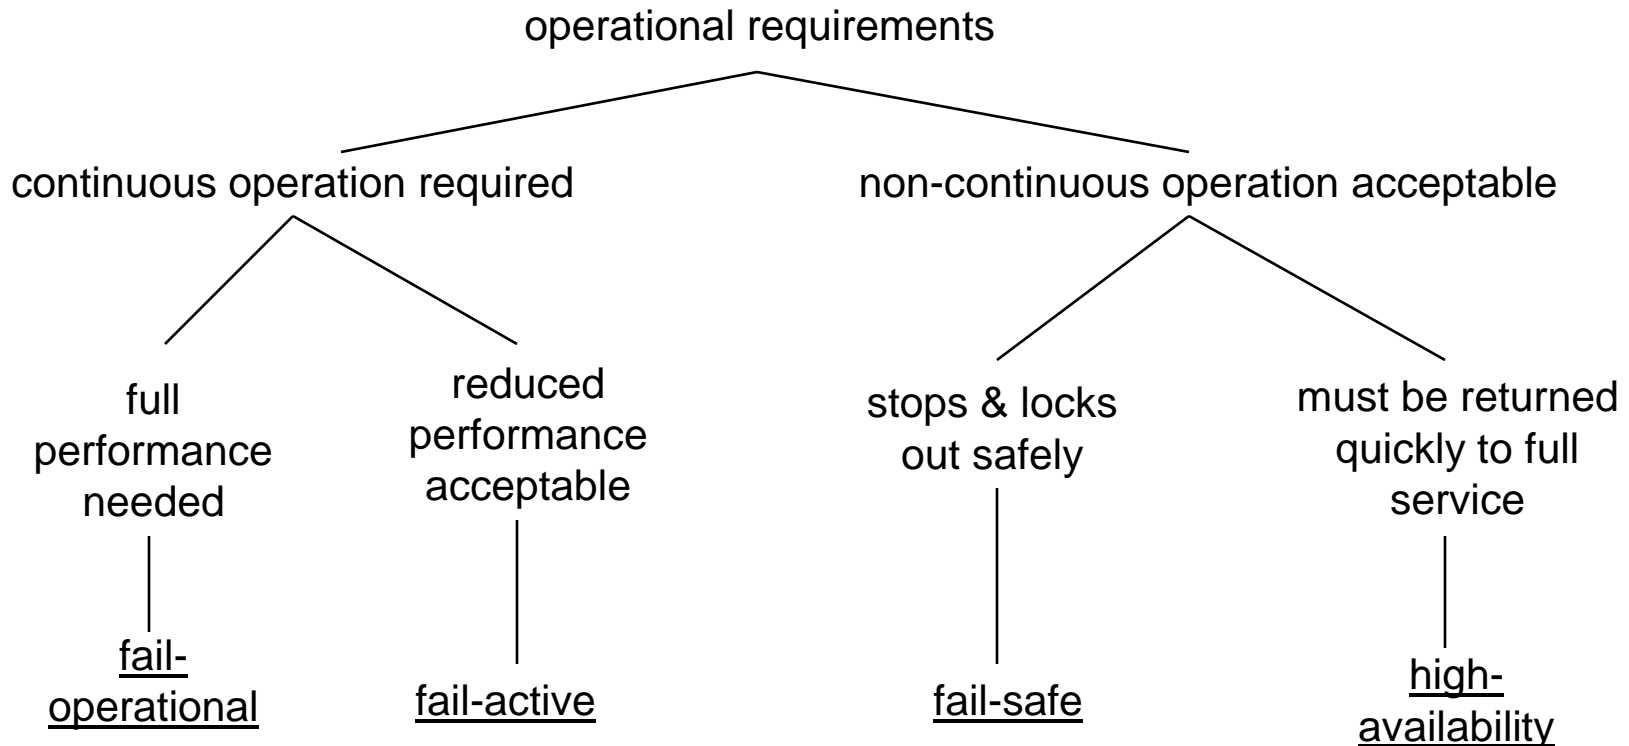 operational requirements
continuous operation required
non-continuous operation acceptable
full
performance
needed
reduced
performance
acceptable
stops & locks
out safely
must be returned
quickly to full
service
fail-
operational
fail-active
fail-safe
high-
availability